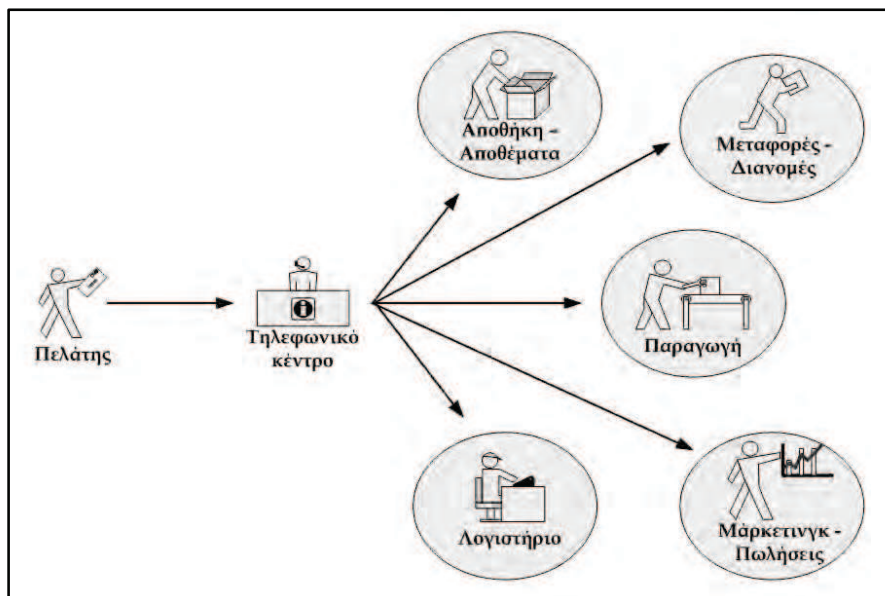 Αποθήκη –
Αποθέματα
Μεταφορές -
Διανομές
Πελάτης
Τηλεφωνικό
κέντρο
Παραγωγή
Λογιστήριο
Μάρκετινγκ -
Πωλήσεις